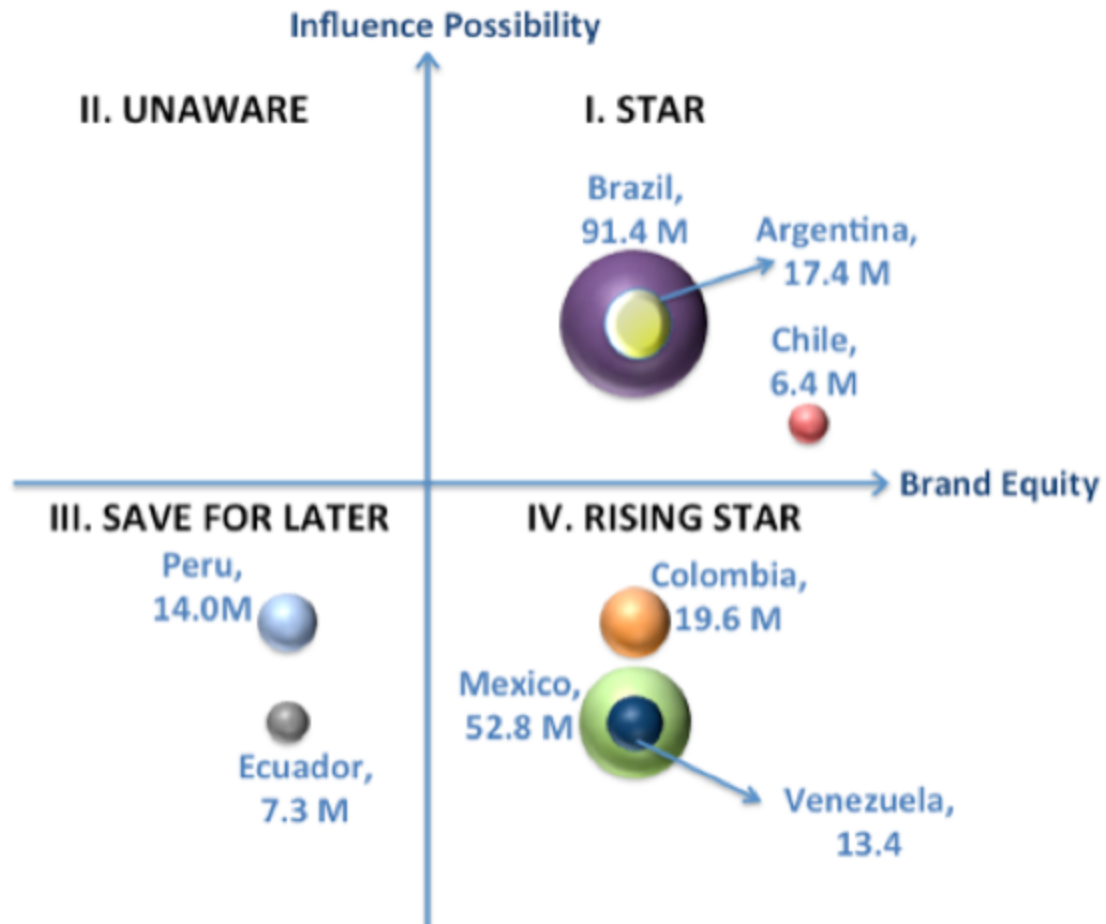 Influence Possibility
II. UNAWARE
I. STAR
Brazil,
91.4 M
Argentina,
17.4 M
Chile,
6.4 M
Brand Equity
III. SAVE FOR LATER
IV. RISING STAR
Peru,
14.0M
Colombia,
19.6 M
Mexico,
52.8 M
Ecuador,
7.3 M
Venezuela,
13.4